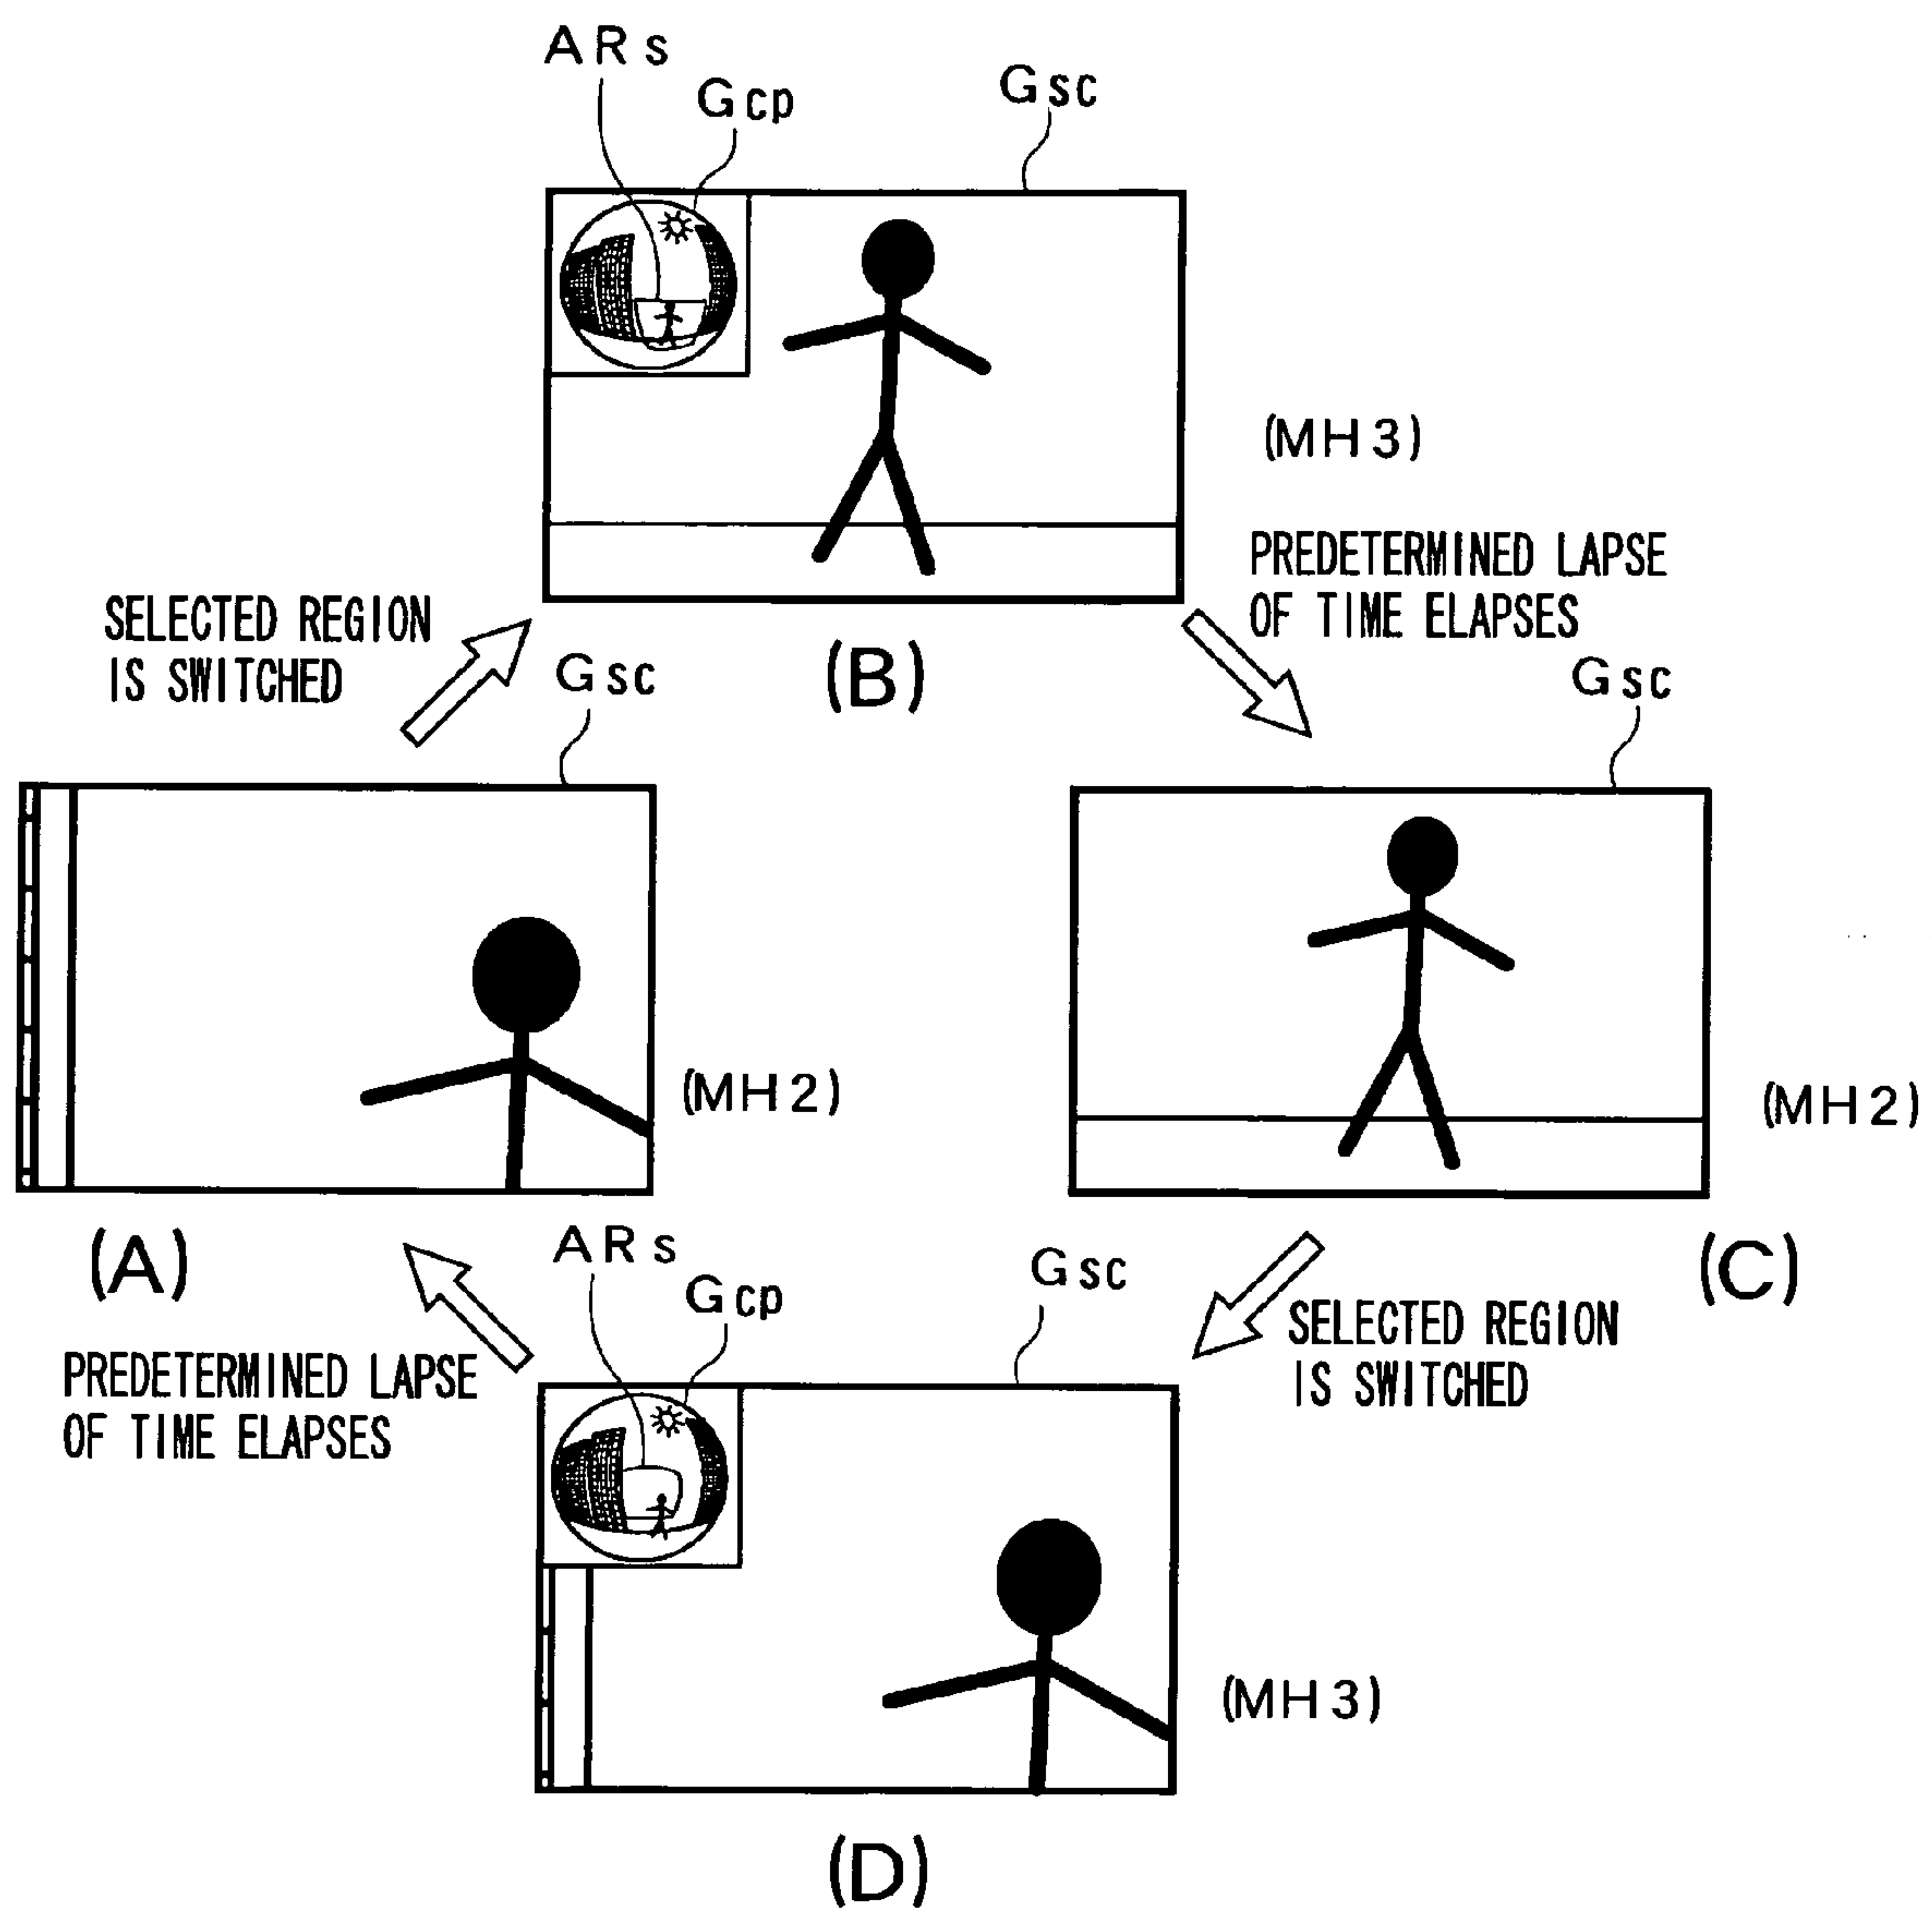 ARs
Gcp
Gsc
(MH3)
PREDETERMINED LAPSE
OF TIME ELAPSES
SELECTED REGION
IS SWITCHED
(B)
Gsc
Gsc
(MH2)
(MH2)
(A)
(C)
ARs
Gcp
Gsc
SELECTED REGION
IS SWITCHED
PREDETERMINED LAPSE
OF TIME ELAPSES
(MH3)
(D)